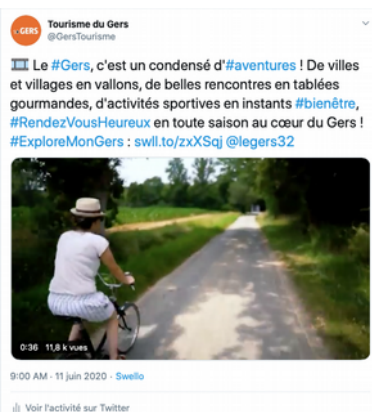 GERS
Tourisme du Gers
@GersTourisme
Le #Gers, c'est un condensé d'#aventures ! De villes
et villages en vallons, de belles rencontres en tablées
gourmandes, d'activités sportives en instants #bienêtre,
#RendezVousHeureux en toute saison au cœur du Gers !
#ExploreMonGers : swll.to/zxXSqj @legers32
0:36 11,8 k vues
9:00 AM · 11 juin 2020 · Swello
Voir l'activité sur Twitter